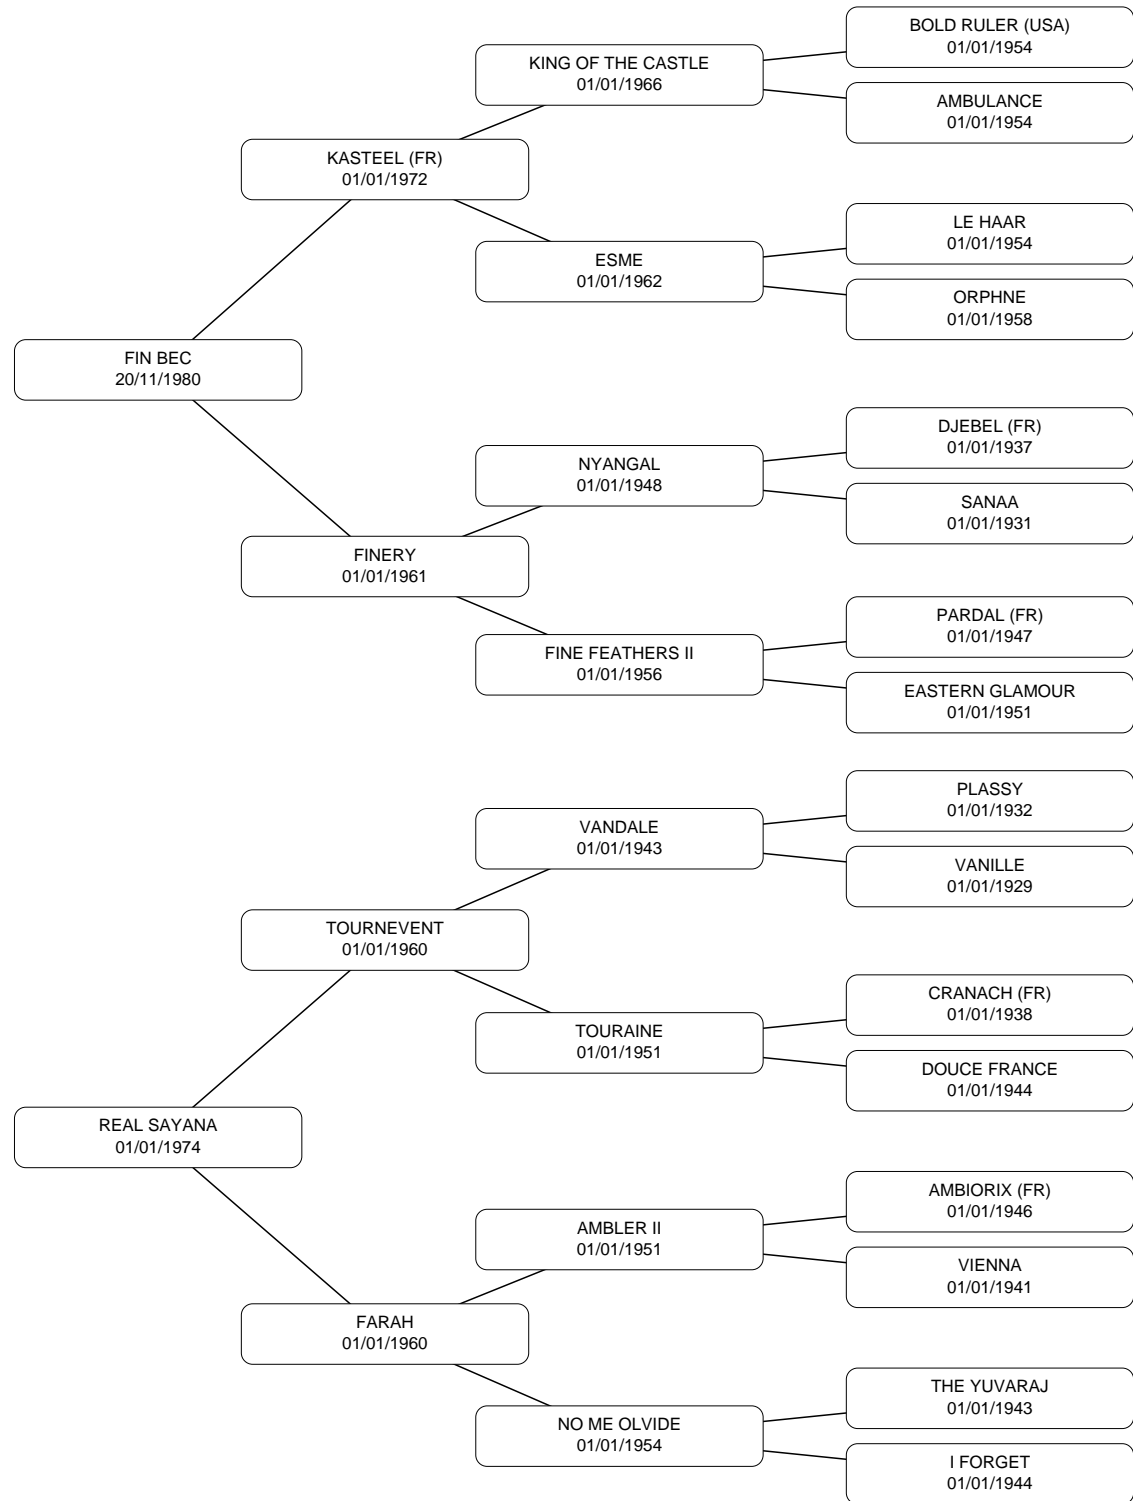 BOLD RULER (USA)
01/01/1954
KING OF THE CASTLE
01/01/1966
AMBULANCE
01/01/1954
KASTEEL (FR)
01/01/1972
LE HAAR
01/01/1954
ESME
01/01/1962
ORPHNE
01/01/1958
FIN BEC
20/11/1980
DJEBEL (FR)
01/01/1937
NYANGAL
01/01/1948
SANAA
01/01/1931
FINERY
01/01/1961
PARDAL (FR)
01/01/1947
FINE FEATHERS II
01/01/1956
EASTERN GLAMOUR
01/01/1951
PLASSY
01/01/1932
VANDALE
01/01/1943
VANILLE
01/01/1929
TOURNEVENT
01/01/1960
CRANACH (FR)
01/01/1938
TOURAINE
01/01/1951
DOUCE FRANCE
01/01/1944
REAL SAYANA
01/01/1974
AMBIORIX (FR)
01/01/1946
AMBLER II
01/01/1951
VIENNA
01/01/1941
FARAH
01/01/1960
THE YUVARAJ
01/01/1943
NO ME OLVIDE
01/01/1954
I FORGET
01/01/1944